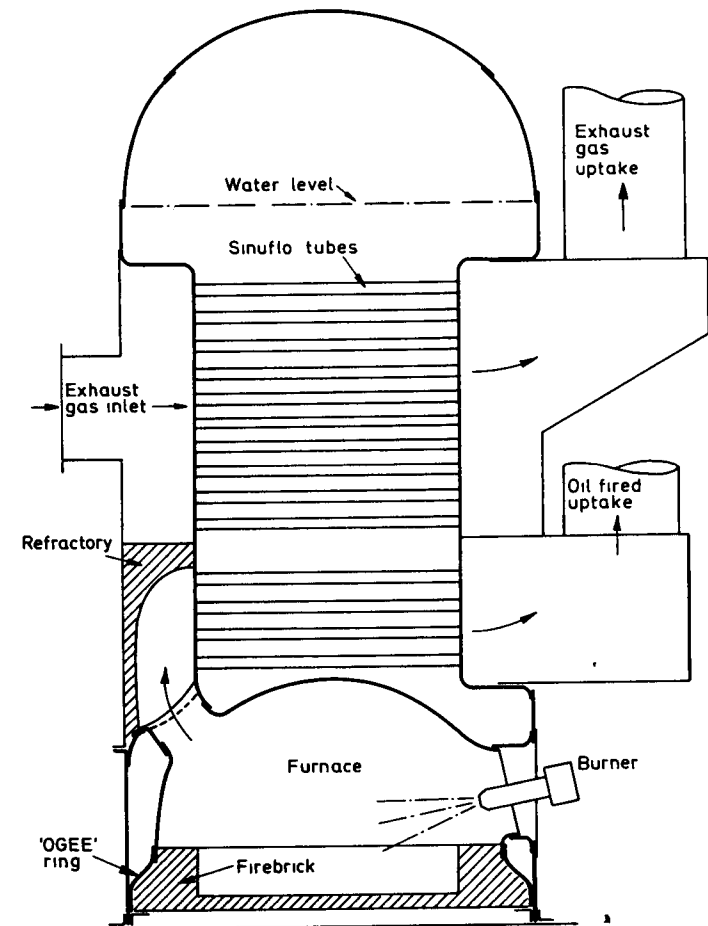 Exhaust
gas
uptake
Water level
Sinuflo tubes
Exhaust
gas inlet
Oil fired
uptake
Refractory
Furnace
Burner
'OGEE'
ring
Firebrick